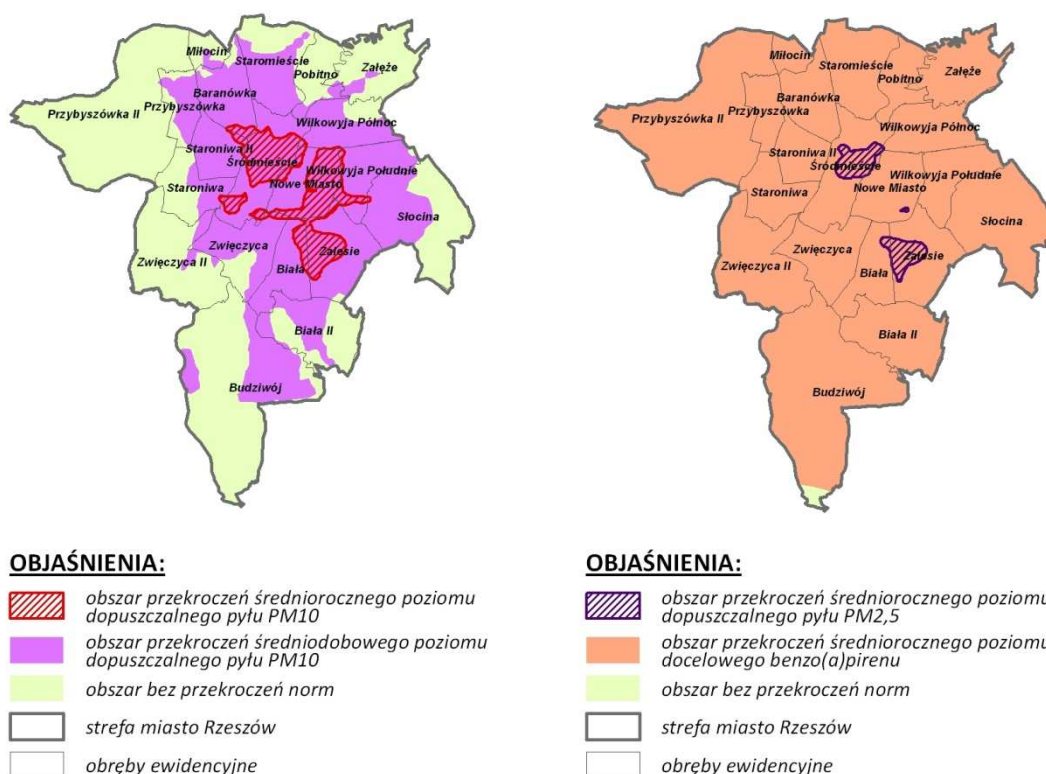 Miłocin
Staromieście
Pobitno
Załęże
Baranówka
Przybyszówka II
Przybyszówka
Wilkowyja Północ
Staroniwa II
Śródmieście
Wilkowyja Południe
Nowe Miasto
Staroniwa
Słocina
Zwięczyca
Zalesie
Zwięczyca II
Biała
Biała II
Budziwój
OBJAŚNIENIA:
obszar przekroczeń średniorocznego poziomu
dopuszczalnego pyłu PM10
obszar przekroczeń średniodobowego poziomu
dopuszczalnego pyłu PM10
obszar bez przekroczeń norm
strefa miasto Rzeszów
obręby ewidencyjne
Miłocin
Staromieście
Pobitno
Załęże
Baranówka
Przybyszówka II
Przybyszówka
Wilkowyja Północ
Staroniwa II
Śródmieście
Wilkowyja Południe
Nowe Miasto
Staroniwa
Słocina
Zwięczyca
Zalesie
Zwięczyca II
Biała
Biała II
Budziwój
OBJAŚNIENIA:
obszar przekroczeń średniorocznego poziomu
dopuszczalnego pyłu PM2,5
obszar przekroczeń średniorocznego poziomu
docelowego benzo(a)pirenu
obszar bez przekroczeń norm
strefa miasto Rzeszów
obręby ewidencyjne